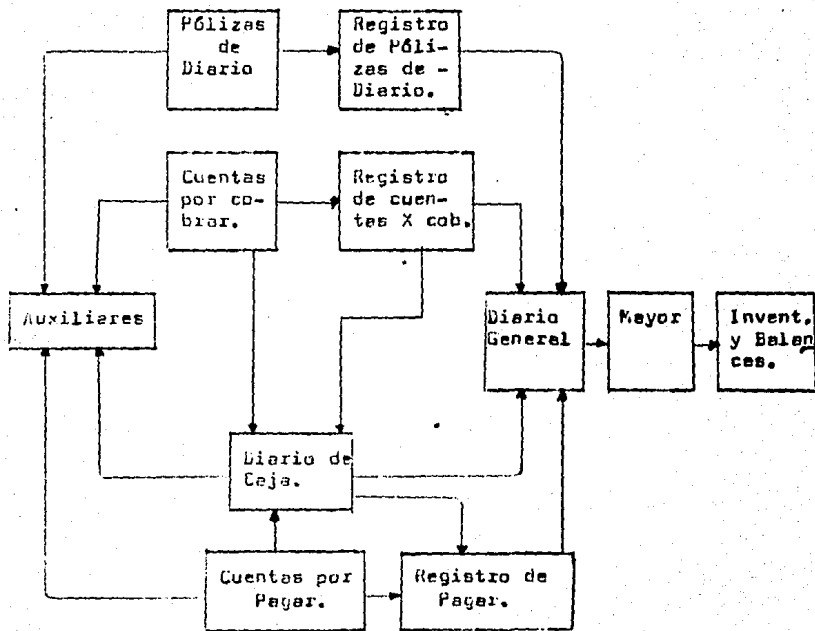 Pólizas
de
Diario
Registro
de Póli-
zas de -
Diario.
Cuentas
por co-
brar.
Registro
de cuen-
tas X cob.
Auxiliares
Diario
General
Mayor
Invent.
y Balan
ces.
Diario de
Caja.
Cuentas por
Pagar.
Registro de
Pagar.